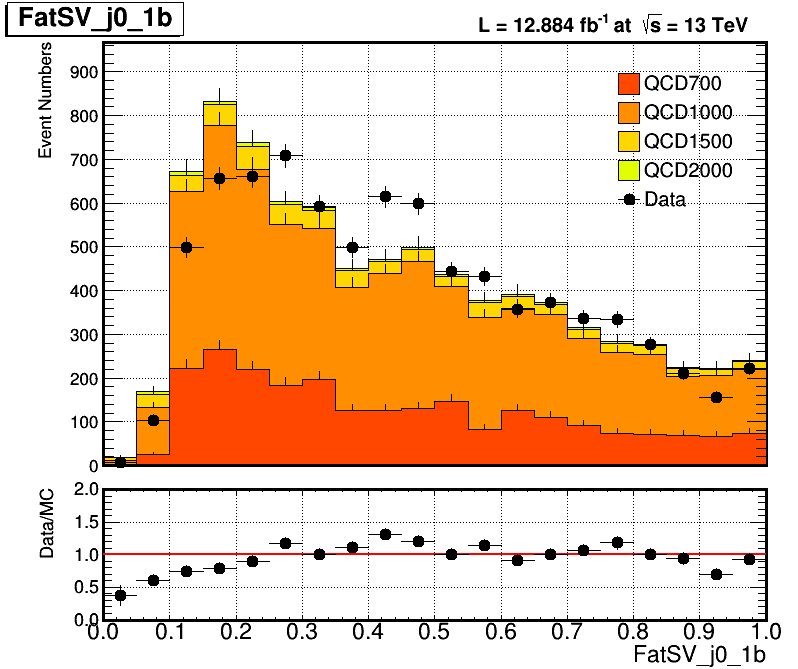 FatSV_j0_1b
L = 12.884 fb-1 at √s = 13 TeV
Event Numbers
900
800
700
600
500
400
300
200
100
0
QCD700
QCD1000
QCD1500
QCD2000
Data
Data/MC
2.0
1.5
1.0
0.5
0.0
0.0 0.1 0.2 0.3 0.4 0.5 0.6 0.7 0.8 0.9 1.0
FatSV_j0_1b